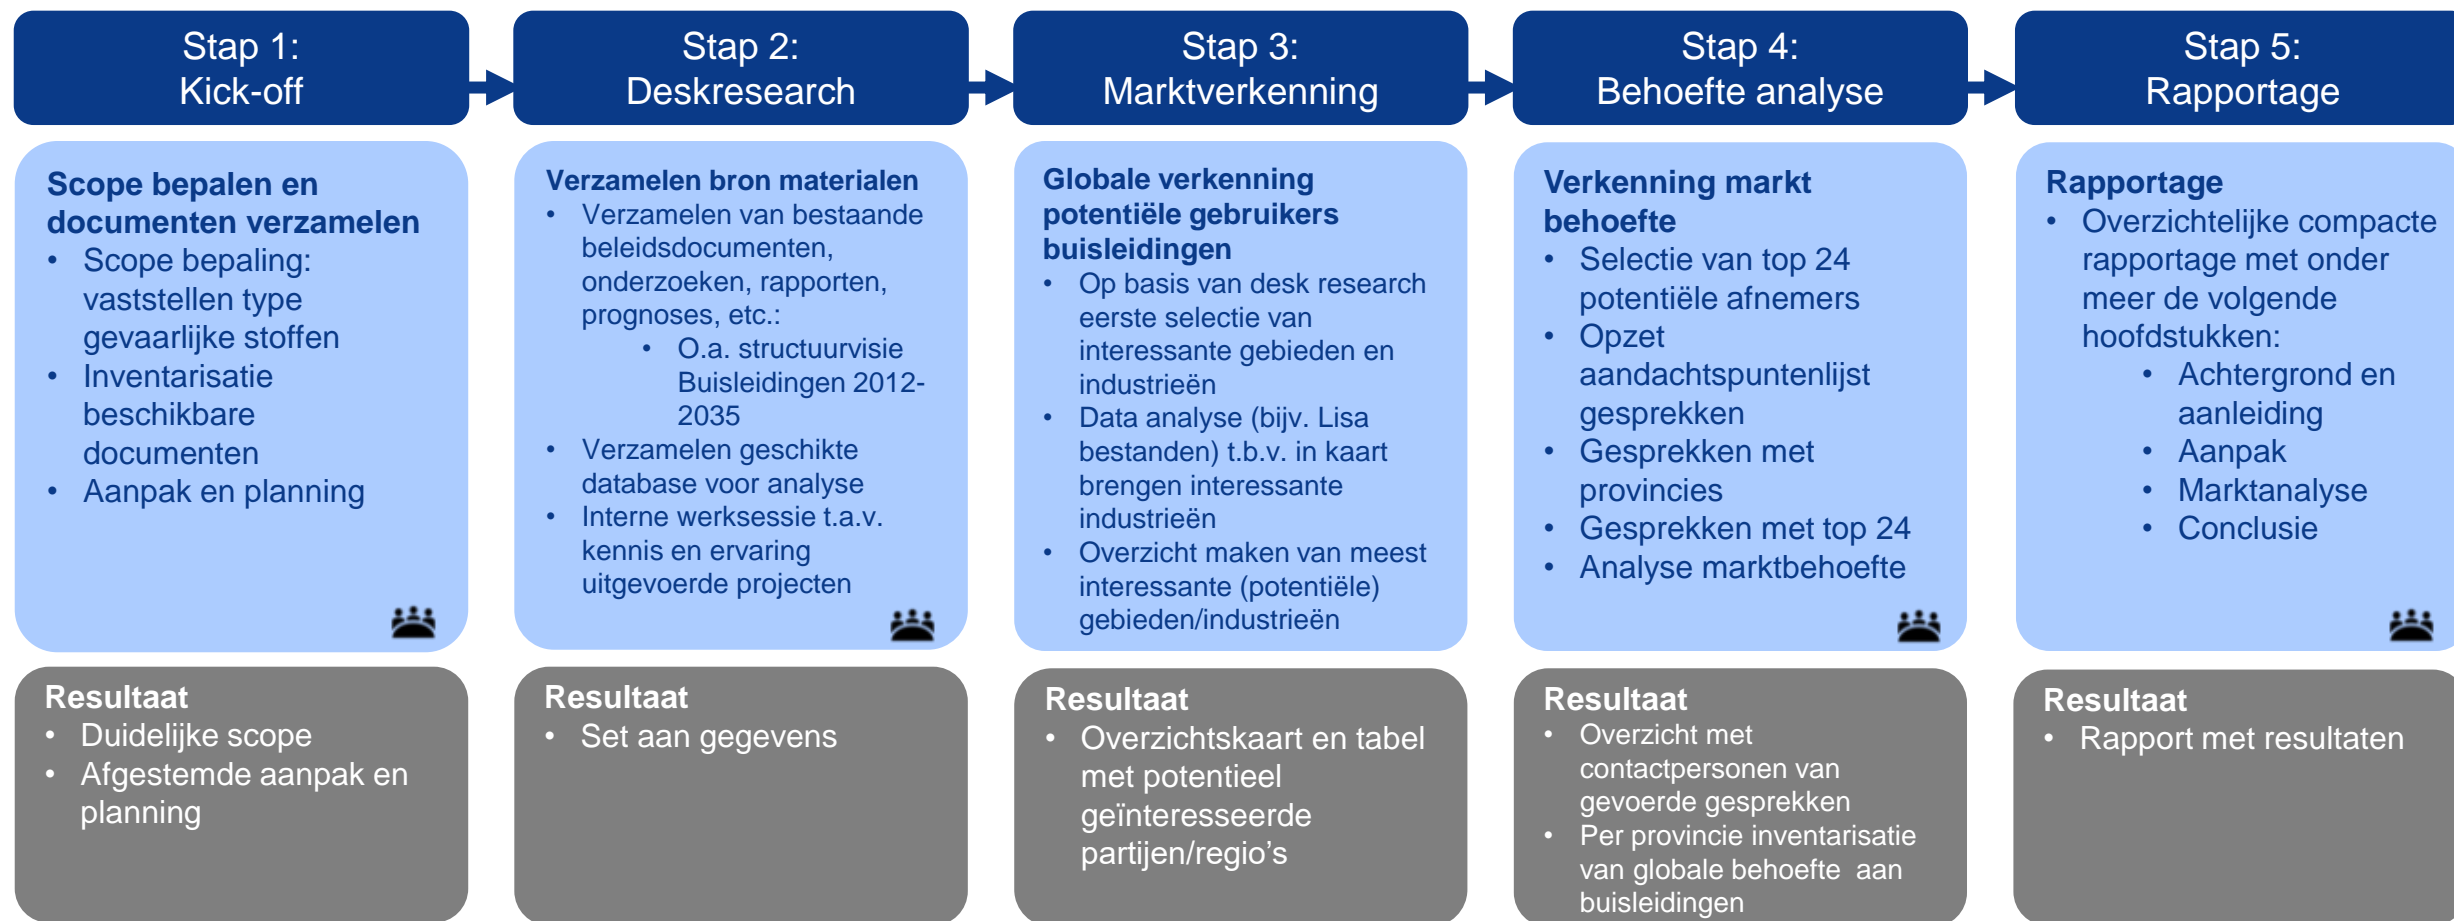 Stap 1:
Kick-off
Stap 2:
Deskresearch
Stap 3:
Marktverkenning
Stap 4:
Behoefte analyse
Stap 5:
Rapportage
Scope bepalen en
documenten verzamelen
• Scope bepaling:
vaststellen type
gevaarlijke stoffen
• Inventarisatie
beschikbare
documenten
• Aanpak en planning
Verzamelen bron materialen
• Verzamelen van bestaande
beleidsdocumenten,
onderzoeken, rapporten,
prognoses, etc.:
• O.a. structuurvisie
Buisleidingen 2012-
2035
• Verzamelen geschikte
database voor analyse
• Interne werksessie t.a.v.
kennis en ervaring
uitgevoerde projecten
Globale verkenning
potentiële gebruikers
buisleidingen
• Op basis van desk research
eerste selectie van
interessante gebieden en
industrieën
• Data analyse (bijv. Lisa
bestanden) t.b.v. in kaart
brengen interessante
industrieën
• Overzicht maken van meest
interessante (potentiële)
gebieden/industrieën
Verkenning markt
behoefte
• Selectie van top 24
potentiële afnemers
• Opzet
aandachtspuntenlijst
gesprekken
• Gesprekken met
provincies
• Gesprekken met top 24
• Analyse marktbehoefte
Rapportage
• Overzichtelijke compacte
rapportage met onder
meer de volgende
hoofdstukken:
• Achtergrond en
aanleiding
• Aanpak
• Marktanalyse
• Conclusie
Resultaat
• Duidelijke scope
• Afgestemde aanpak en
planning
Resultaat
• Set aan gegevens
Resultaat
• Overzichtskaart en tabel
met potentieel
geïnteresseerde
partijen/regio's
Resultaat
• Overzicht met
contactpersonen van
gevoerde gesprekken
• Per provincie inventarisatie
van globale behoefte  aan
buisleidingen
Resultaat
• Rapport met resultaten